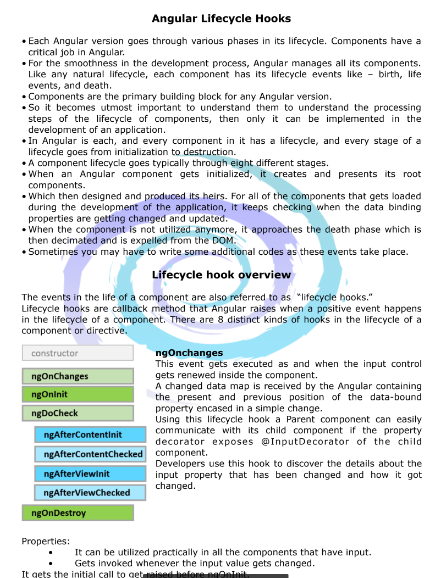 Angular Lifecycle Hooks
• Each Angular version goes through various phases in its lifecycle. Components have a
critical job in Angular.
• For the smoothness in the development process, Angular manages all its components.
Like any natural lifecycle, each component has its lifecycle events like – birth, life
events, and death.
• Components are the primary building block for any Angular version.
• So it becomes utmost important to understand them to understand the processing
steps of the lifecycle of components, then only it can be implemented in the
development of an application.
• In Angular is each, and every component in it has a lifecycle, and every stage of a
lifecycle goes from initialization to destruction.
• A component lifecycle goes typically through eight different stages.
• When an Angular component gets initialized, it creates and presents its root
components.
• Which then designed and produced its heirs. For all of the components that gets loaded
during the development of the application, it keeps checking when the data binding
properties are getting changed and updated.
• When the component is not utilized anymore, it approaches the death phase which is
then decimated and is expelled from the DOM.
• Sometimes you may have to write some additional codes as these events take place.
Lifecycle hook overview
The events in the life of a component are also referred to as "lifecycle hooks."
Lifecycle hooks are callback method that Angular raises when a positive event happens
in the lifecycle of a component. There are 8 distinct kinds of hooks in the lifecycle of a
component or directive.
constructor
ngOnChanges
ngOnInit
ngDoCheck
ngAfterContentInit
ngAfterContentChecked
ngAfterViewInit
ngAfterViewChecked
ngOnDestroy
ngOnchanges
This event gets executed as and when the input control
gets renewed inside the component.
A changed data map is received by the Angular containing
the present and previous position of the data-bound
property encased in a simple change.
Using this lifecycle hook a Parent component can easily
communicate with its child component if the property
decorator exposes @InputDecorator of the child
component.
Developers use this hook to discover the details about the
input property that has been changed and how it got
changed.
Properties:
• It can be utilized practically in all the components that have input.
• Gets invoked whenever the input value gets changed.
It gets the initial call to get raised before ngOnInit.